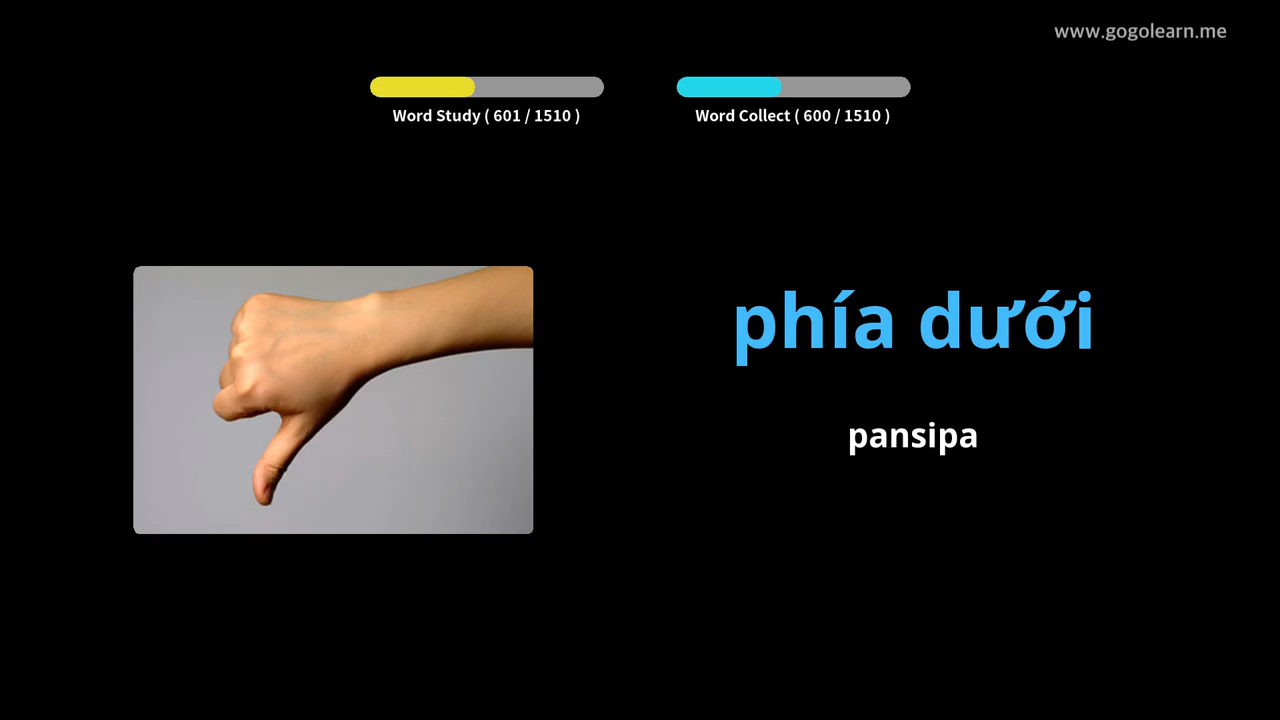 www.gogolearn.me
Word Study ( 601 / 1510 )
Word Collect ( 600 / 1510 )
phía dưới
pansipa